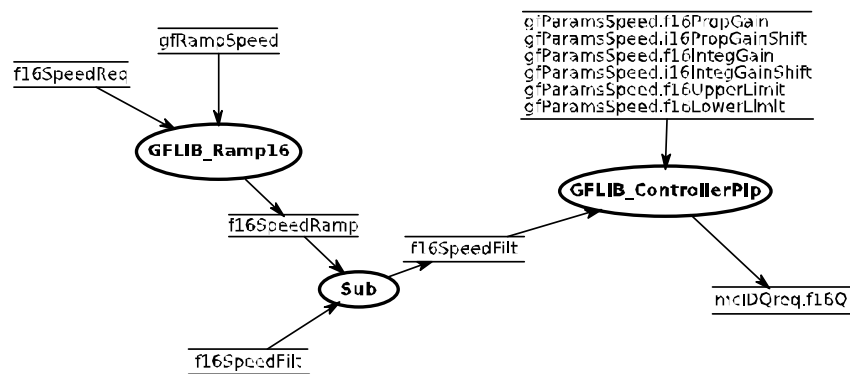 gfParamsSpeed.f16PropGain
gfParamsSpeed.i16PropGainShift
gfParamsSpeed.f16IntegGain
gfParamsSpeed.i16IntegGainShift
gfParamsSpeed.f16UpperLimit
gfParamsSpeed.f16LowerLimit
gfRampSpeed
f16SpeedReq
GFLIB_Ramp16
GFLIB_ControllerPIp
f16SpeedRamp
f16SpeedFilt
Sub
mcIDQreq.f16Q
f16SpeedFilt